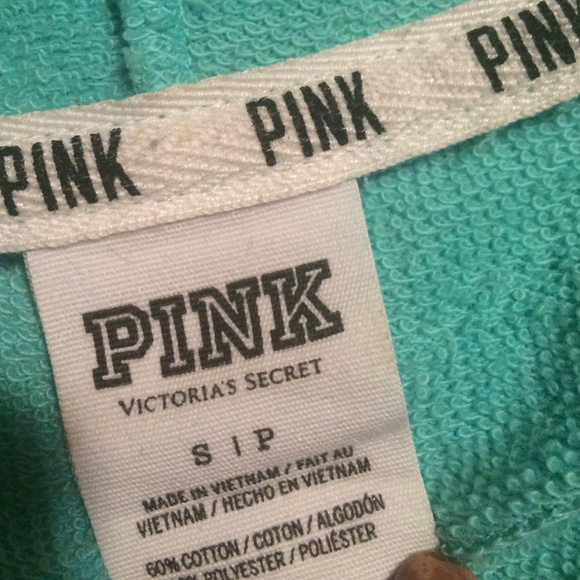 PINK PINK PINK
PINK
VICTORIA'S SECRET
S | P
MADE IN VIETNAM / FAIT AU
VIETNAM / HECHO EN VIETNAM
60% COTTON / COTON / ALGODÓN
POLYESTER / POLIÉSTER